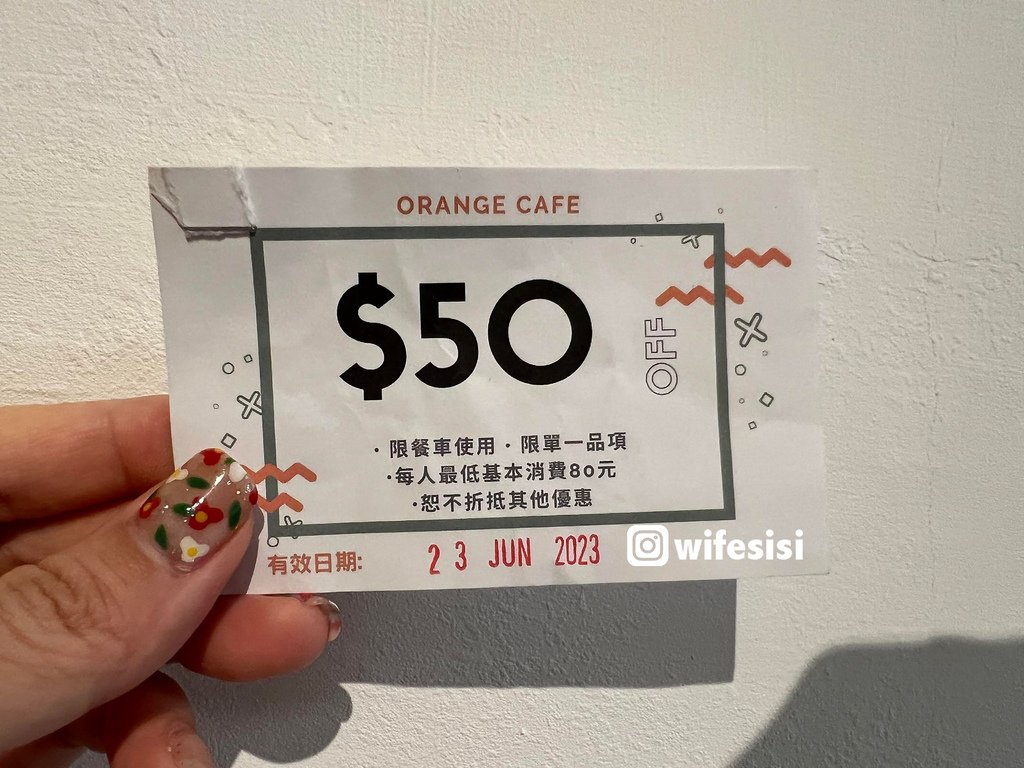 ORANGE CAFE
$50
OFF
· 限餐車使用 · 限單一品項
·每人最低基本消費80元
·恕不折抵其他優惠
有效日期: 23 JUN 2023
wifesisi